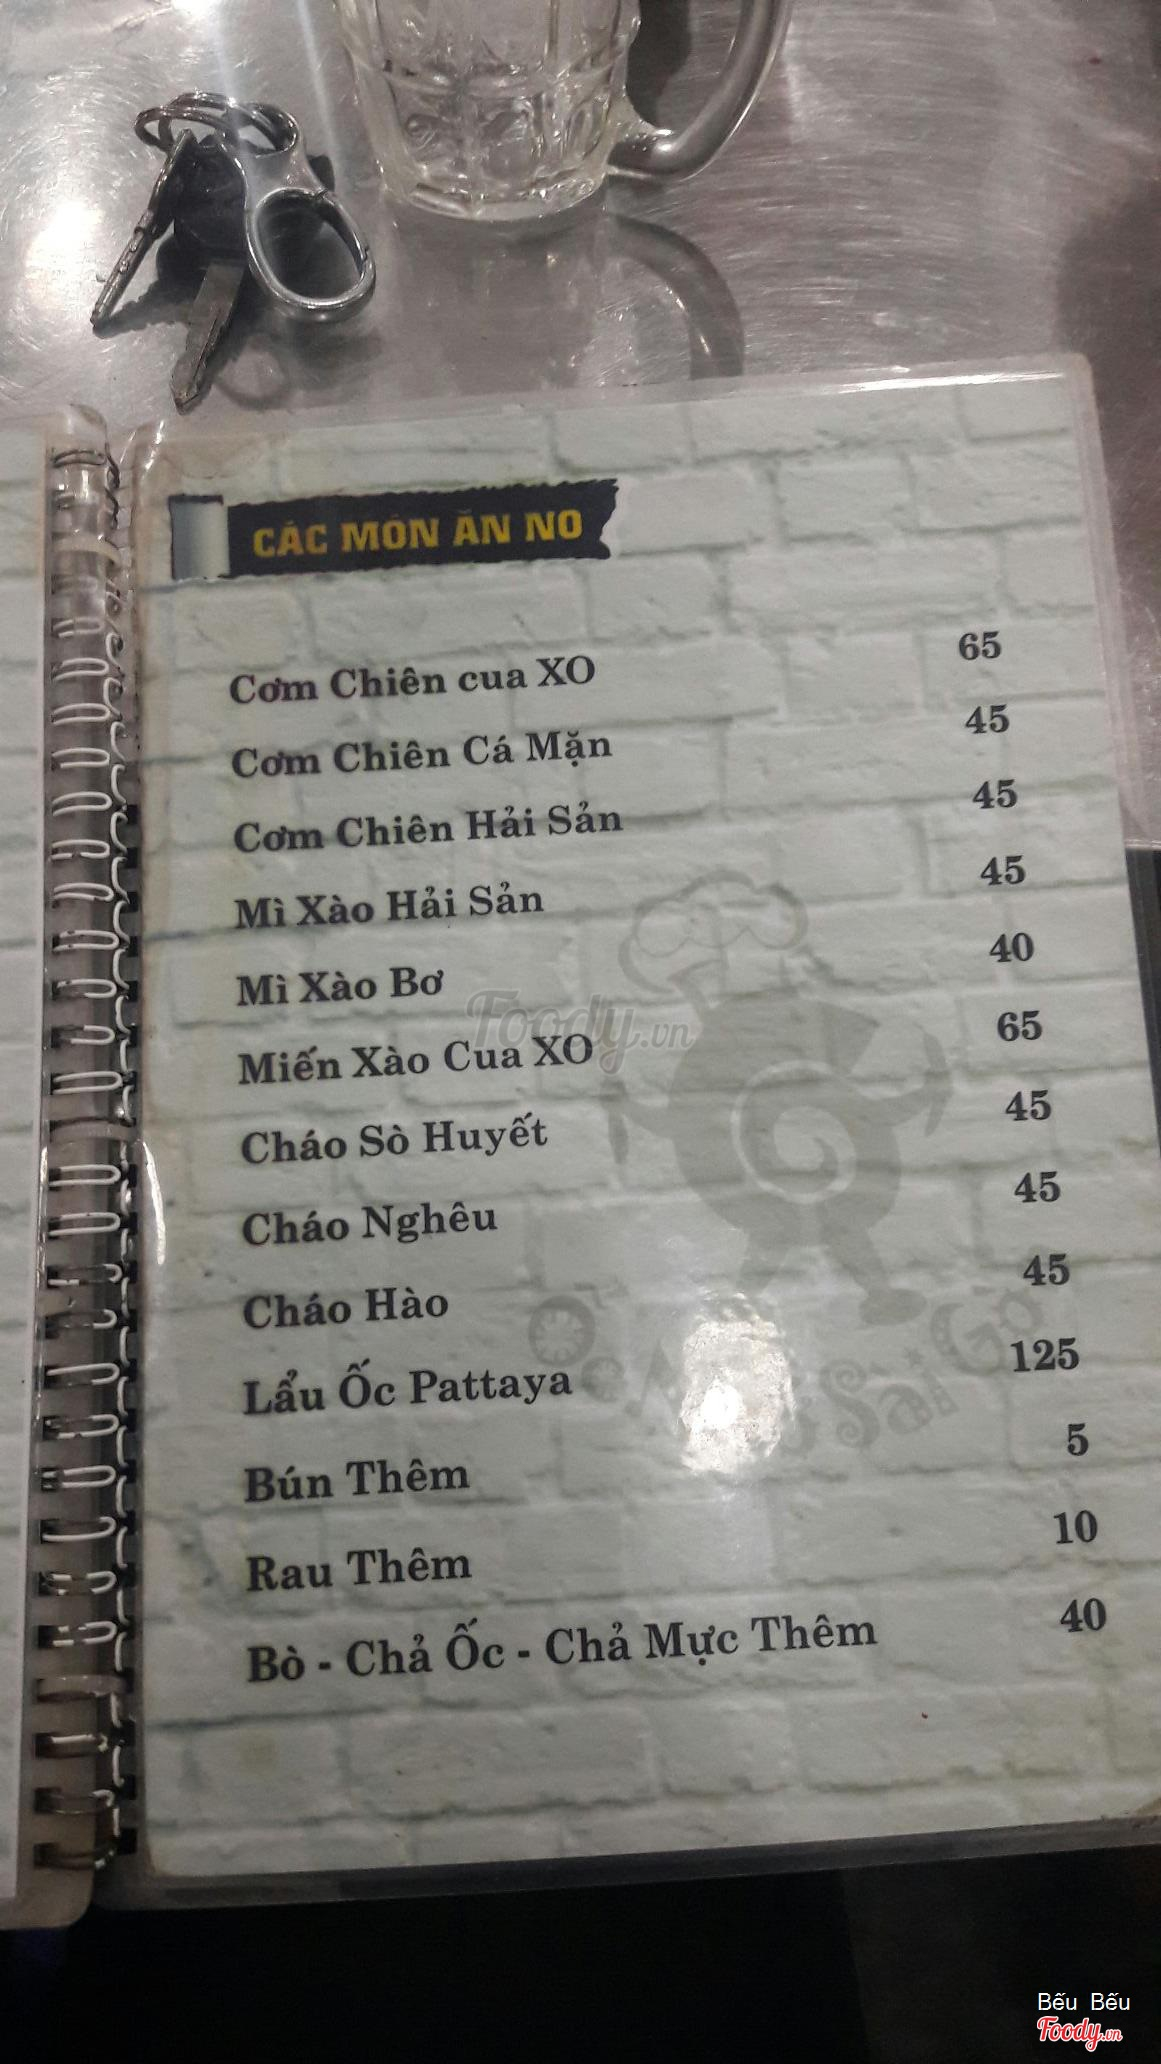 CÁC MÓN ĂN NO
Cơm Chiên cua XO 65
Cơm Chiên Cá Mặn 45
Cơm Chiên Hải Sản 45
Mì Xào Hải Sản 45
Mì Xào Bơ 40
Miến Xào Cua XO 65
Cháo Sò Huyết 45
Cháo Nghêu 45
Cháo Hào 45
Lẩu Ốc Pattaya 125
Bún Thêm 5
Rau Thêm 10
Bò - Chả Ốc - Chả Mực Thêm 40
Foody.vn
Bếu Bếu
Foody.vn